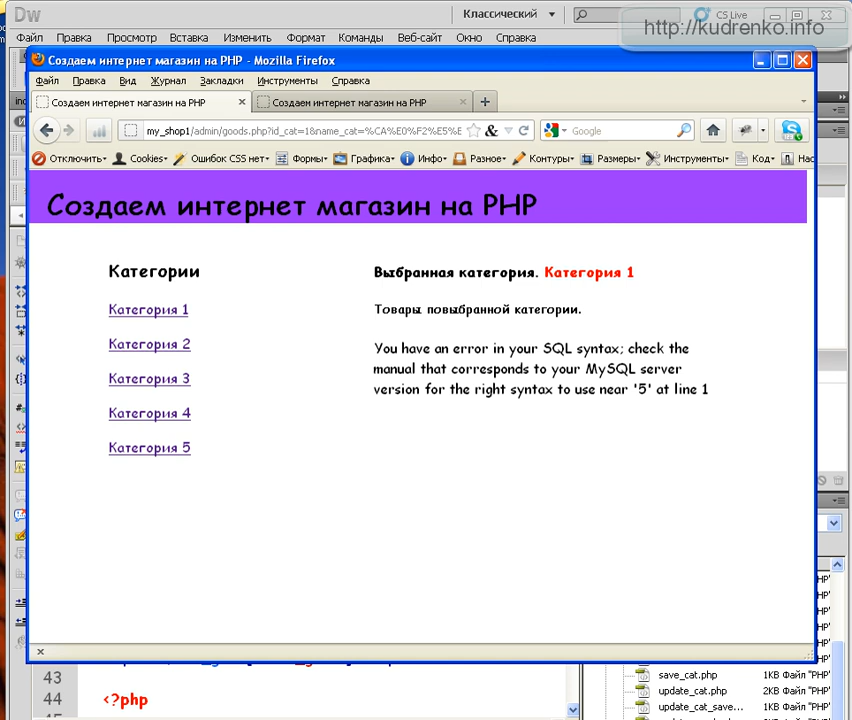 Dw
Классический
CS Live
http://kudrenko.info
Файл Правка Просмотр Вставка Изменить Формат Команды Веб-сайт Окно Справка
Создаем интернет магазин на PHP - Mozilla Firefox
Файл Правка Вид Журнал Закладки Инструменты Справка
Создаем интернет магазин на PHP
Создаем интернет магазин на PHP
my_shop1/admin/goods.php?id_cat=1&name_cat=%CA%E0%F2%E5%E
Google
Отключить Cookies Ошибок CSS нет Формы Графика Инфо Разное Контуры Размеры Инструменты Код Нас
Создаем интернет магазин на PHP
Категории
Категория 1
Категория 2
Категория 3
Категория 4
Категория 5
Выбранная категория. Категория 1
Товары повыбранной категории.
You have an error in your SQL syntax; check the
manual that corresponds to your MySQL server
version for the right syntax to use near '5' at line 1
43
44 <?php
save_cat.php 1KB Файл "PHP"
update_cat.php 2KB Файл "PHP"
update_cat_save... 1KB Файл "PHP"